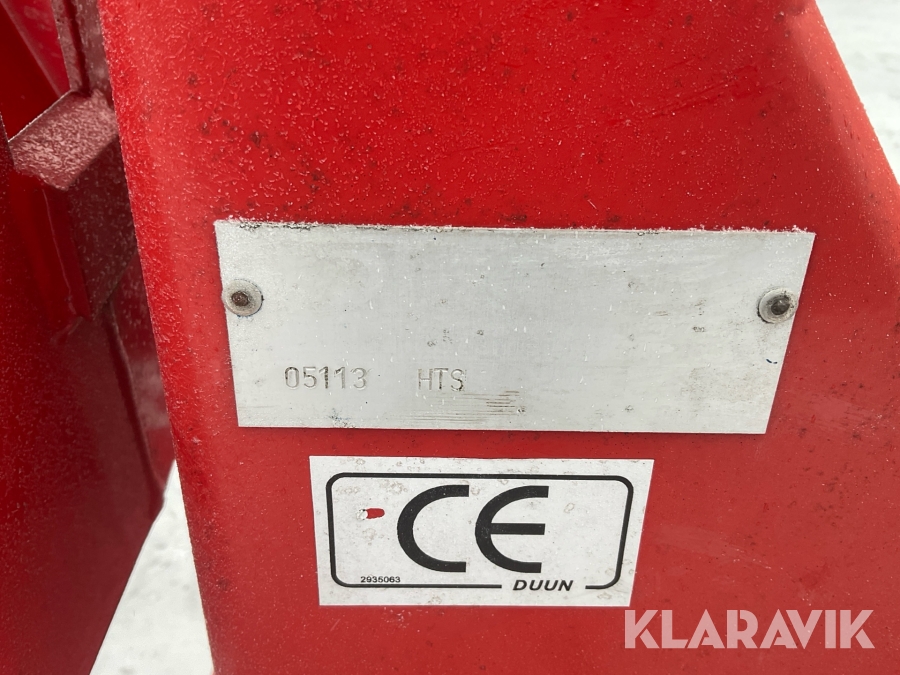 05113 HTS
CE
2935063 DUUN
KLARAVIK